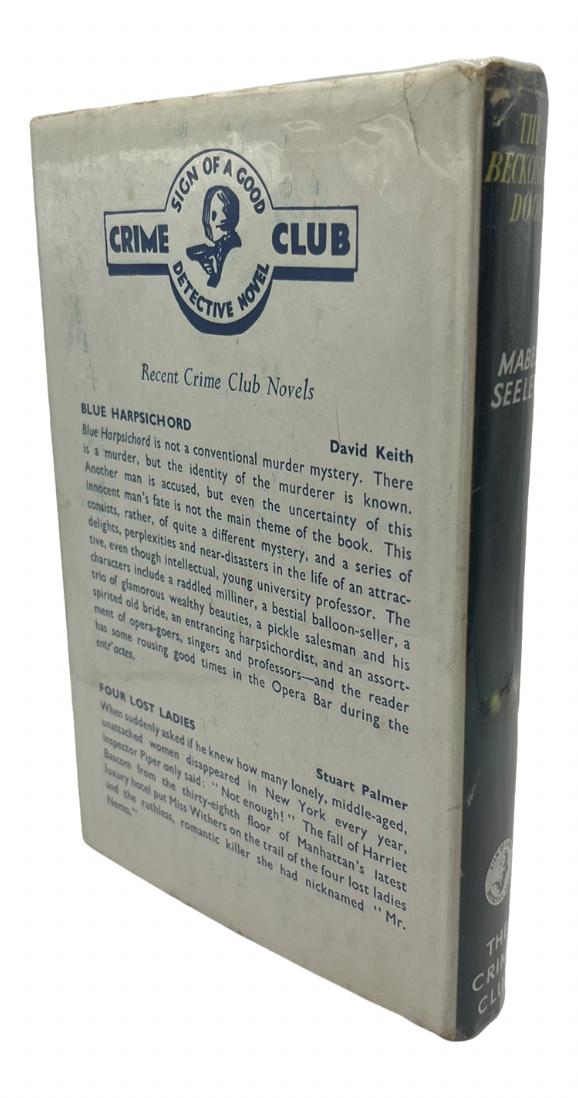 SIGN OF A GOOD
CRIME CLUB
DETECTIVE NOVEL
Recent Crime Club Novels
BLUE HARPSICHORD
David Keith
Blue Harpsichord is not a conventional murder mystery. There
is a murder, but the identity of the murderer is known.
Another man is accused, but even the uncertainty of this
innocent man's fate is not the main theme of the book. This
consists, rather, of quite a different mystery, and a series of
delights, perplexities and near-disasters in the life of an attrac-
tive, even though intellectual, young university professor. The
characters include a raddled milliner, a bestial balloon-seller, a
trio of glamorous wealthy beauties, a pickle salesman and his
spirited old bride, an entrancing harpsichordist, and an assort-
ment of opera-goers, singers and professors—and the reader
has some rousing good times in the Opera Bar during the
entr'actes.
FOUR LOST LADIES
Stuart Palmer
When suddenly asked if he knew how many lonely, middle-aged,
unattached women disappeared in New York every year,
Inspector Piper only said: "Not enough!" The fall of Harriet
Bascom from the thirty-eighth floor of Manhattan's latest
luxury hotel put Miss Withers on the trail of the four lost ladies
and the ruthless, romantic killer she had nicknamed "Mr.
Nemo."
TH
BECKON
DOO
MABE
SEELE
THE
CRIM
CLU